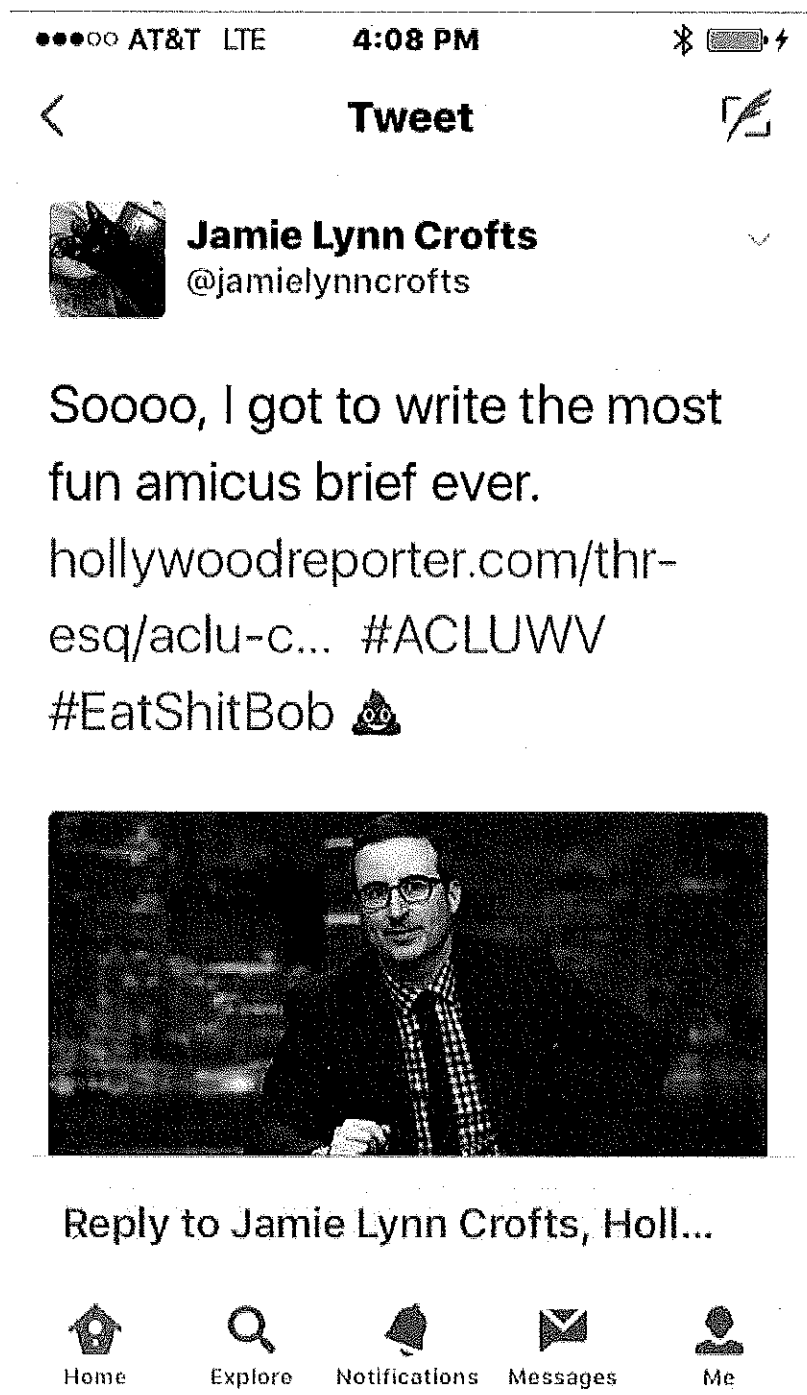 AT&T LTE 4:08 PM
Tweet
Jamie Lynn Crofts
@jamielynncrofts
Soooo, I got to write the most
fun amicus brief ever.
hollywoodreporter.com/thr-
esq/aclu-c... #ACLUWV
#EatShitBob 💩
Reply to Jamie Lynn Crofts, Holl...
Home Explore Notifications Messages Me